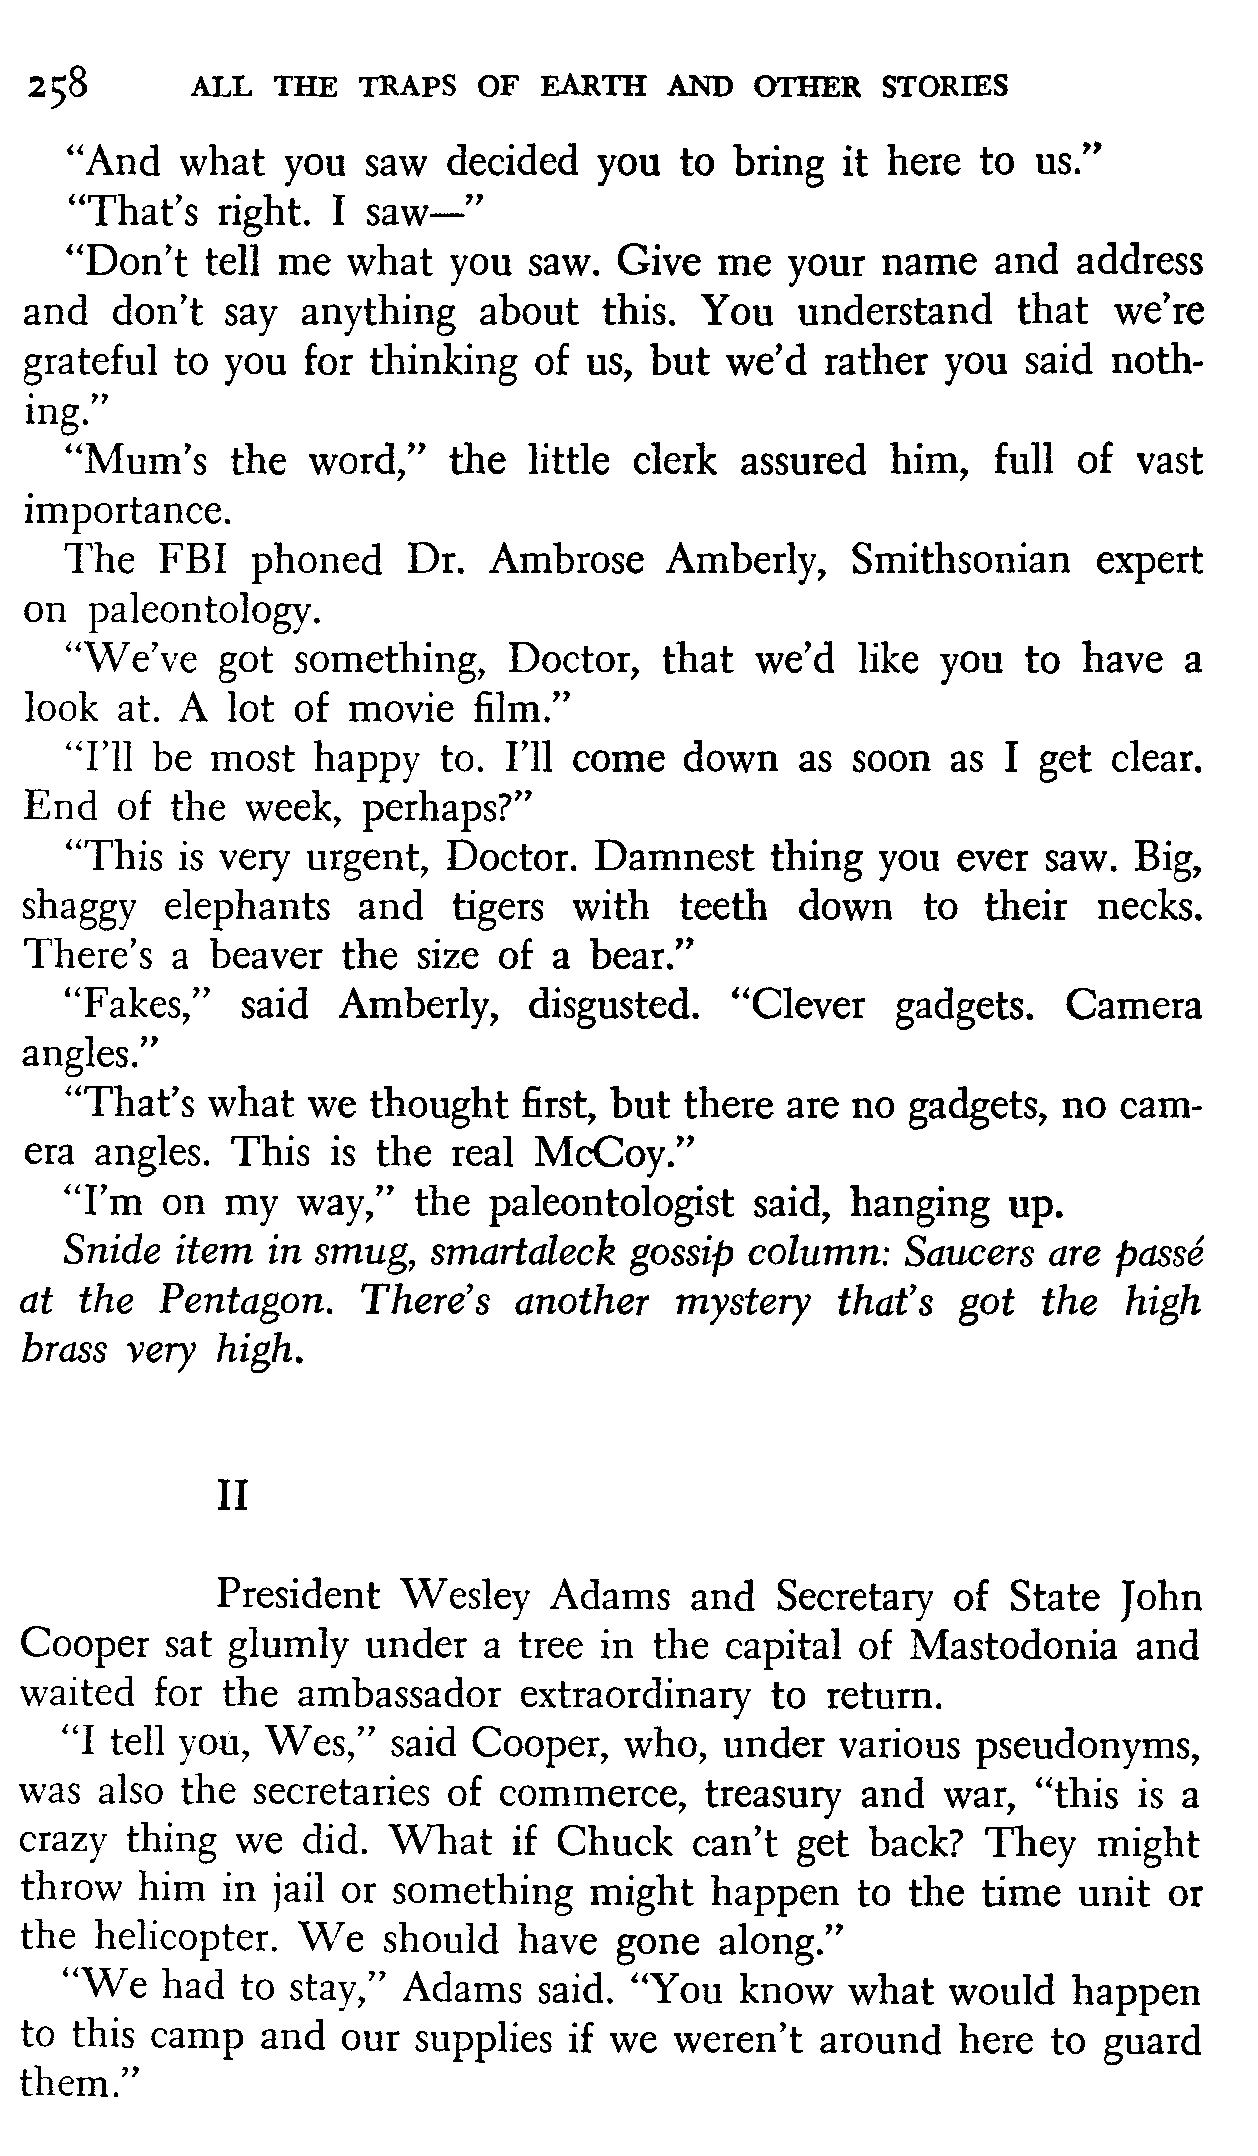 258 ALL THE TRAPS OF EARTH AND OTHER STORIES
“And what you saw decided you to bring it here to us.”
“That’s right. I saw—”
“Don’t tell me what you saw. Give me your name and address
and don’t say anything about this. You understand that we’re
grateful to you for thinking of us, but we’d rather you said noth-
ing.”
“Mum’s the word,” the little clerk assured him, full of vast
importance.
The FBI phoned Dr. Ambrose Amberly, Smithsonian expert
on paleontology.
“We’ve got something, Doctor, that we’d like you to have a
look at. A lot of movie film.”
“I’ll be most happy to. I’ll come down as soon as I get clear.
End of the week, perhaps?”
“This is very urgent, Doctor. Damnest thing you ever saw. Big,
shaggy elephants and tigers with teeth down to their necks.
There’s a beaver the size of a bear.”
“Fakes,” said Amberly, disgusted. “Clever gadgets. Camera
angles.”
“That’s what we thought first, but there are no gadgets, no cam-
era angles. This is the real McCoy.”
“I’m on my way,” the paleontologist said, hanging up.
Snide item in smug, smartaleck gossip column: Saucers are passé
at the Pentagon. There’s another mystery that’s got the high
brass very high.
II
President Wesley Adams and Secretary of State John
Cooper sat glumly under a tree in the capital of Mastodonia and
waited for the ambassador extraordinary to return.
“I tell you, Wes,” said Cooper, who, under various pseudonyms,
was also the secretaries of commerce, treasury and war, “this is a
crazy thing we did. What if Chuck can’t get back? They might
throw him in jail or something might happen to the time unit or
the helicopter. We should have gone along.”
“We had to stay,” Adams said. “You know what would happen
to this camp and our supplies if we weren’t around here to guard
them.”